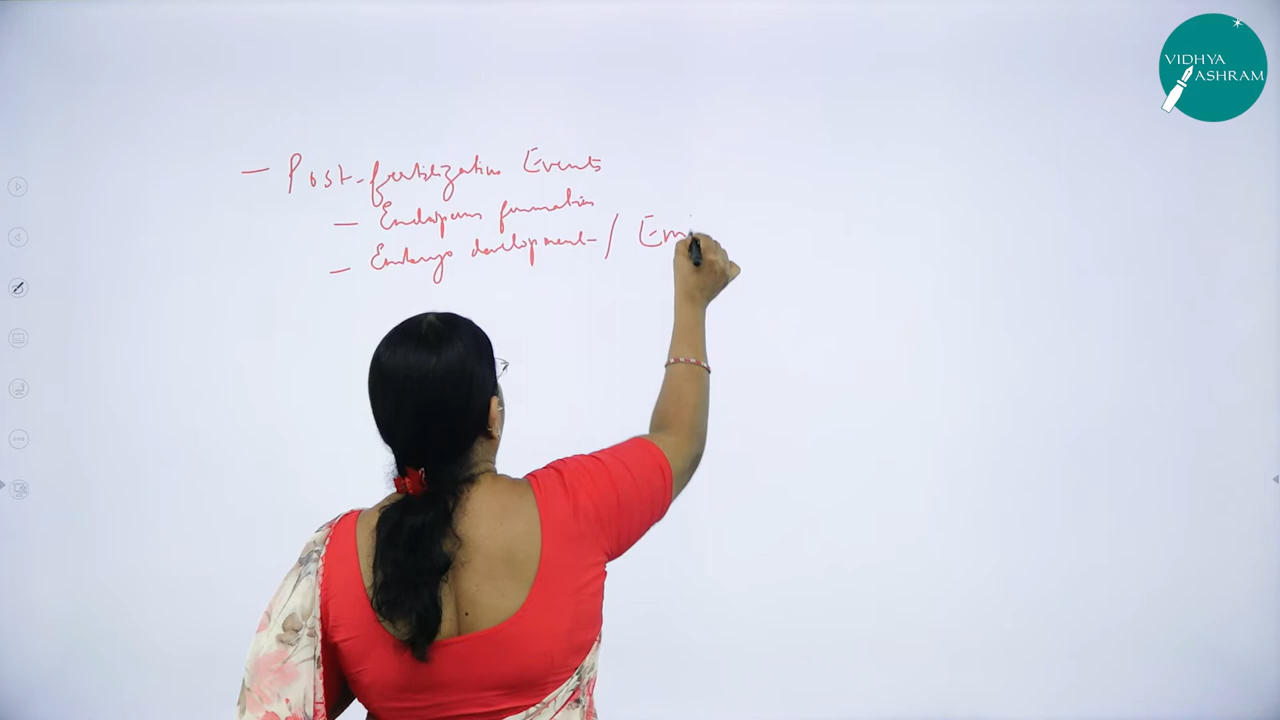 VIDHYA
ASHRAM
— Post-fertilization Events
— Endosperm formation
— Embryo development / Em